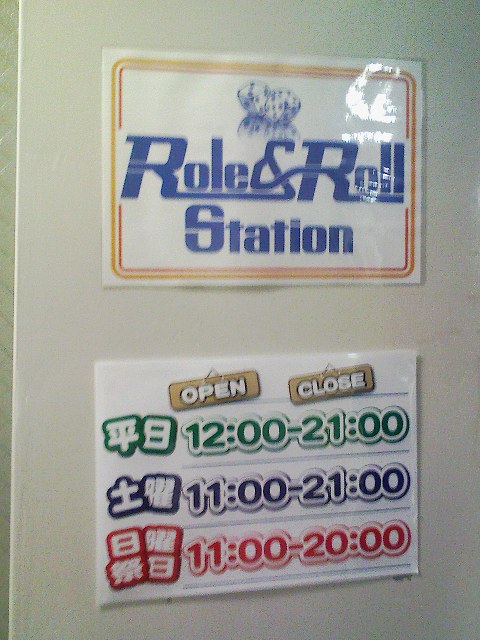 Role&Roll
Station
OPEN CLOSE
平日 12:00-21:00
土曜 11:00-21:00
日曜
祭日 11:00-20:00